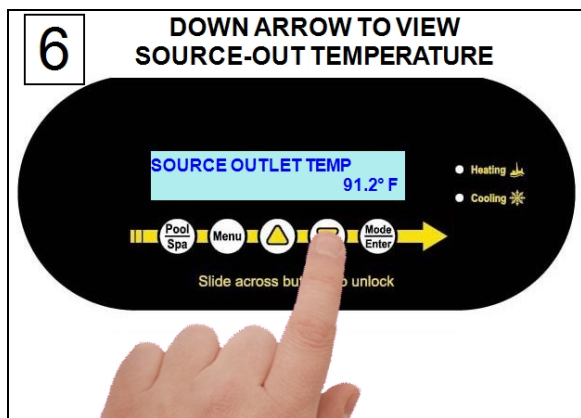 6
DOWN ARROW TO VIEW
SOURCE-OUT TEMPERATURE
SOURCE OUTLET TEMP
91.2° F
Heating
Cooling
Pool
Spa
Menu
Mode
Enter
Slide across but o unlock